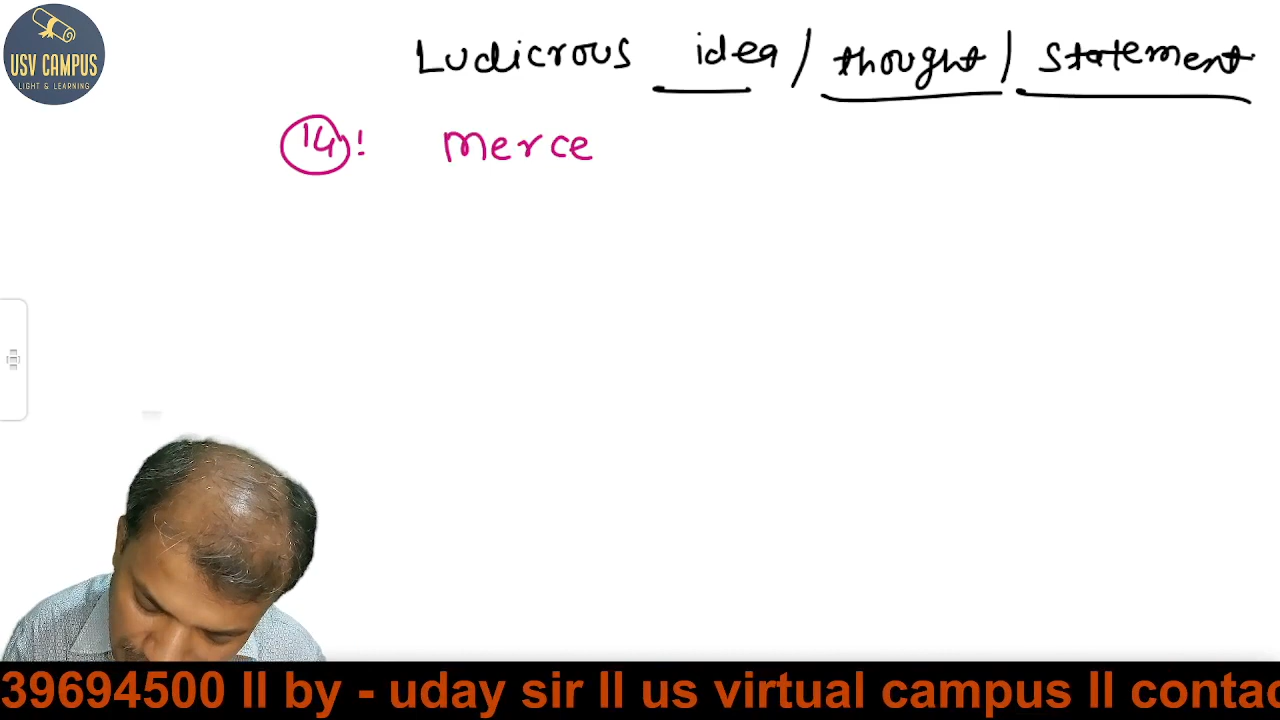 USV CAMPUS
LIGHT & LEARNING
Ludicrous idea / thought / statement
14! merce
39694500 ll by - uday sir ll us virtual campus ll contac